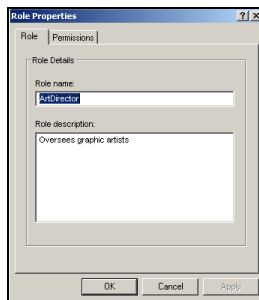 Role Properties
Role Permissions
Role Details
Role name:
ArtDirector
Role description:
Oversees graphic artists
OK Cancel Apply